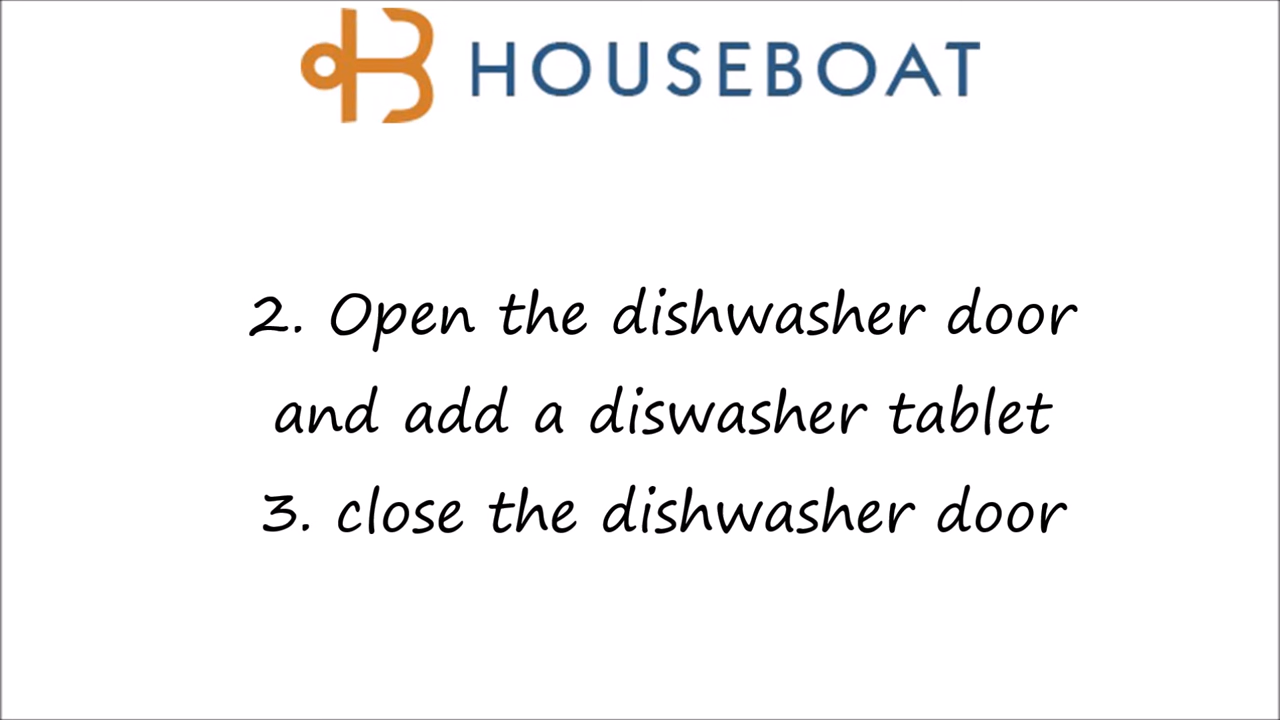 HOUSEBOAT
2. Open the dishwasher door
and add a diswasher tablet
3. close the dishwasher door